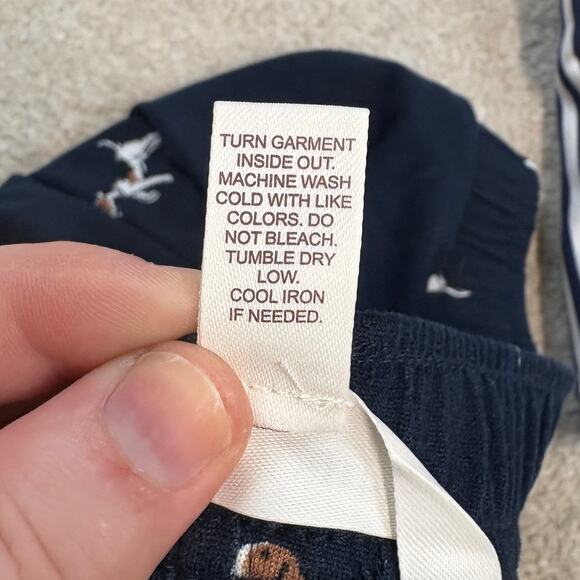 TURN GARMENT
INSIDE OUT.
MACHINE WASH
COLD WITH LIKE
COLORS. DO
NOT BLEACH.
TUMBLE DRY
LOW.
COOL IRON
IF NEEDED.